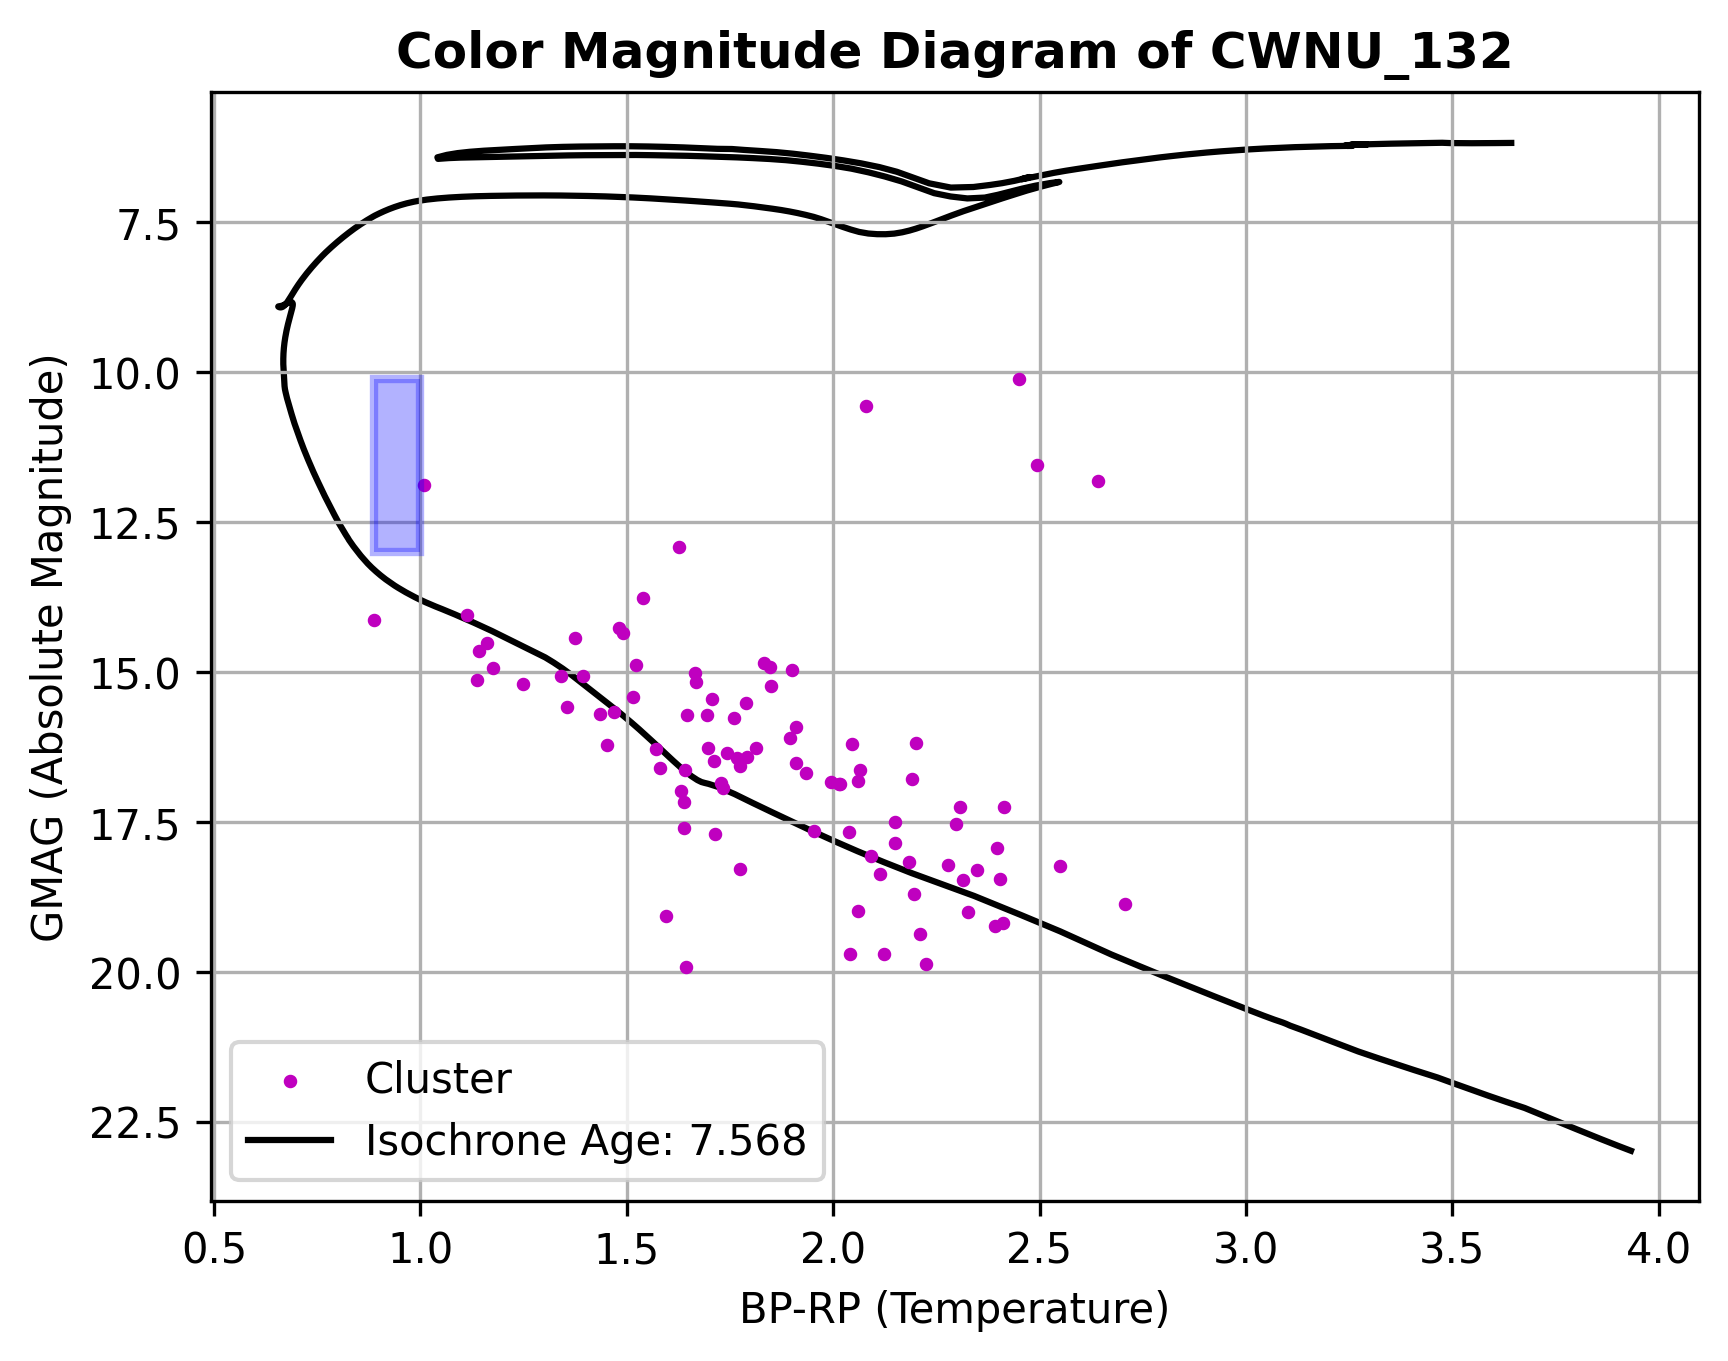 Color Magnitude Diagram of CWNU_132
GMAG (Absolute Magnitude)
7.5
10.0
12.5
15.0
17.5
20.0
22.5
Cluster
Isochrone Age: 7.568
0.5 1.0 1.5 2.0 2.5 3.0 3.5 4.0
BP-RP (Temperature)